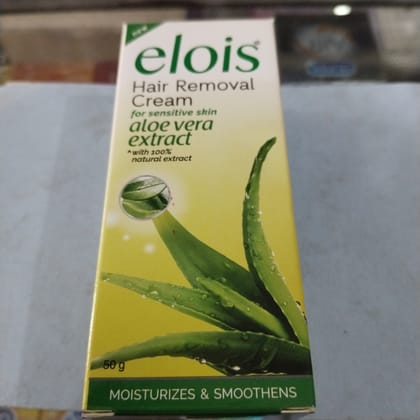 NEW
elois®
Hair Removal
Cream
for sensitive skin
aloe vera
extract
^with 100%
natural extract
50 g
MOISTURIZES & SMOOTHENS